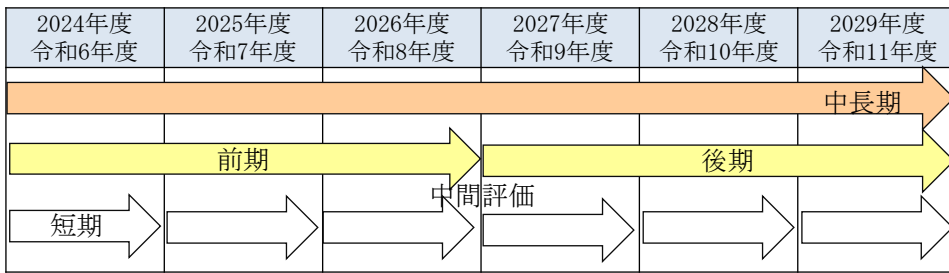 2024年度
令和6年度
2025年度
令和7年度
2026年度
令和8年度
2027年度
令和9年度
2028年度
令和10年度
2029年度
令和11年度
中長期
前期
後期
中間評価
短期